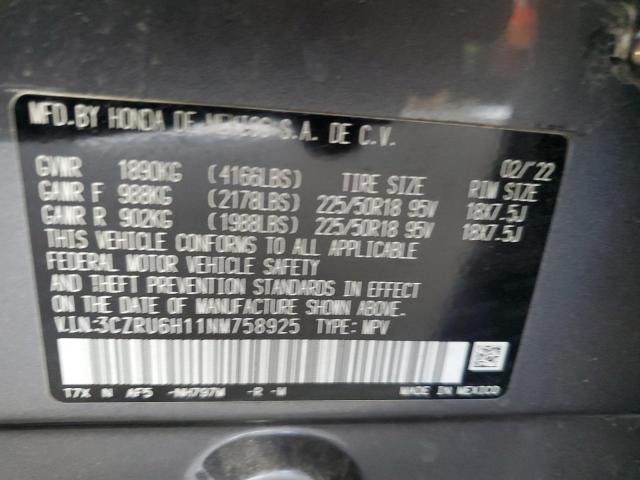 MFD.BY HONDA DE MEXICO S.A. DE C.V.
02/'22
GVWR 1890KG (4166LBS) TIRE SIZE RIM SIZE
GAWR F 988KG (2178LBS) 225/50R18 95V 18X7.5J
GAWR R 902KG (1988LBS) 225/50R18 95V 18X7.5J
THIS VEHICLE CONFORMS TO ALL APPLICABLE
FEDERAL MOTOR VEHICLE SAFETY
AND THEFT PREVENTION STANDARDS IN EFFECT
ON THE DATE OF MANUFACTURE SHOWN ABOVE.
V.I.N.3CZRU6H11NM758925 TYPE:MPV
T7X N AF5 -NH797M -R -M MADE IN MEXICO